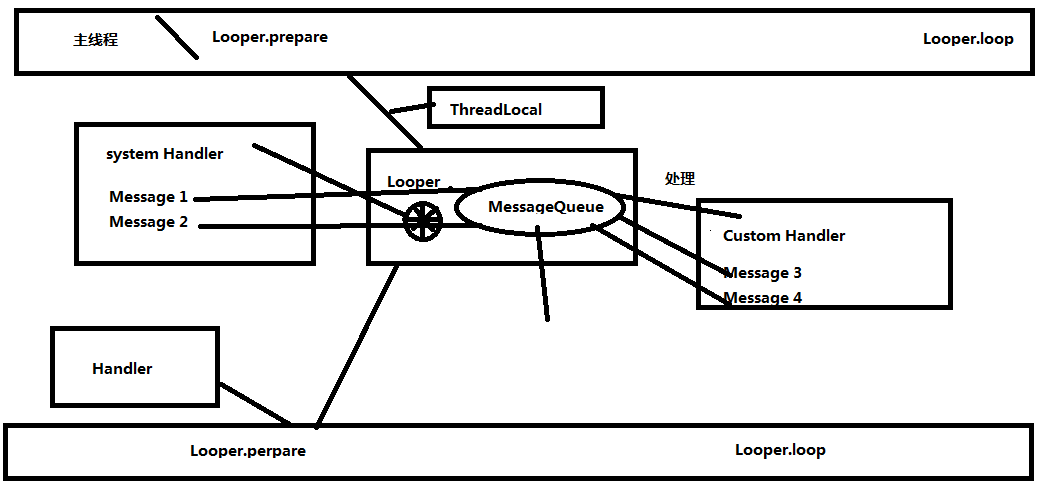 主线程
Looper.prepare
Looper.loop
ThreadLocal
system Handler
Message 1
Message 2
Looper
MessageQueue
处理
Custom Handler
Message 3
Message 4
Handler
Looper.perpare
Looper.loop